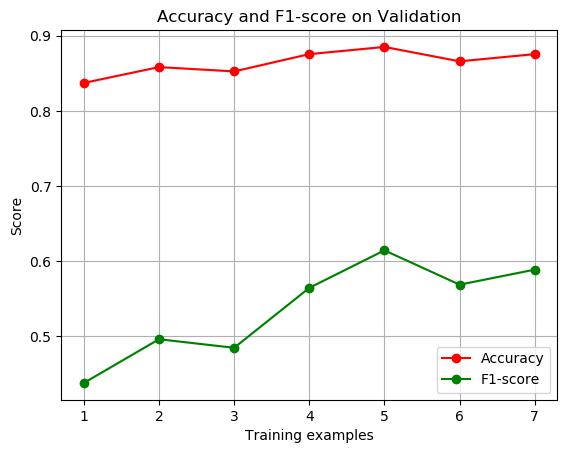 Accuracy and F1-score on Validation
0.9
0.8
0.7
0.6
0.5
Score
1 2 3 4 5 6 7
Training examples
Accuracy
F1-score